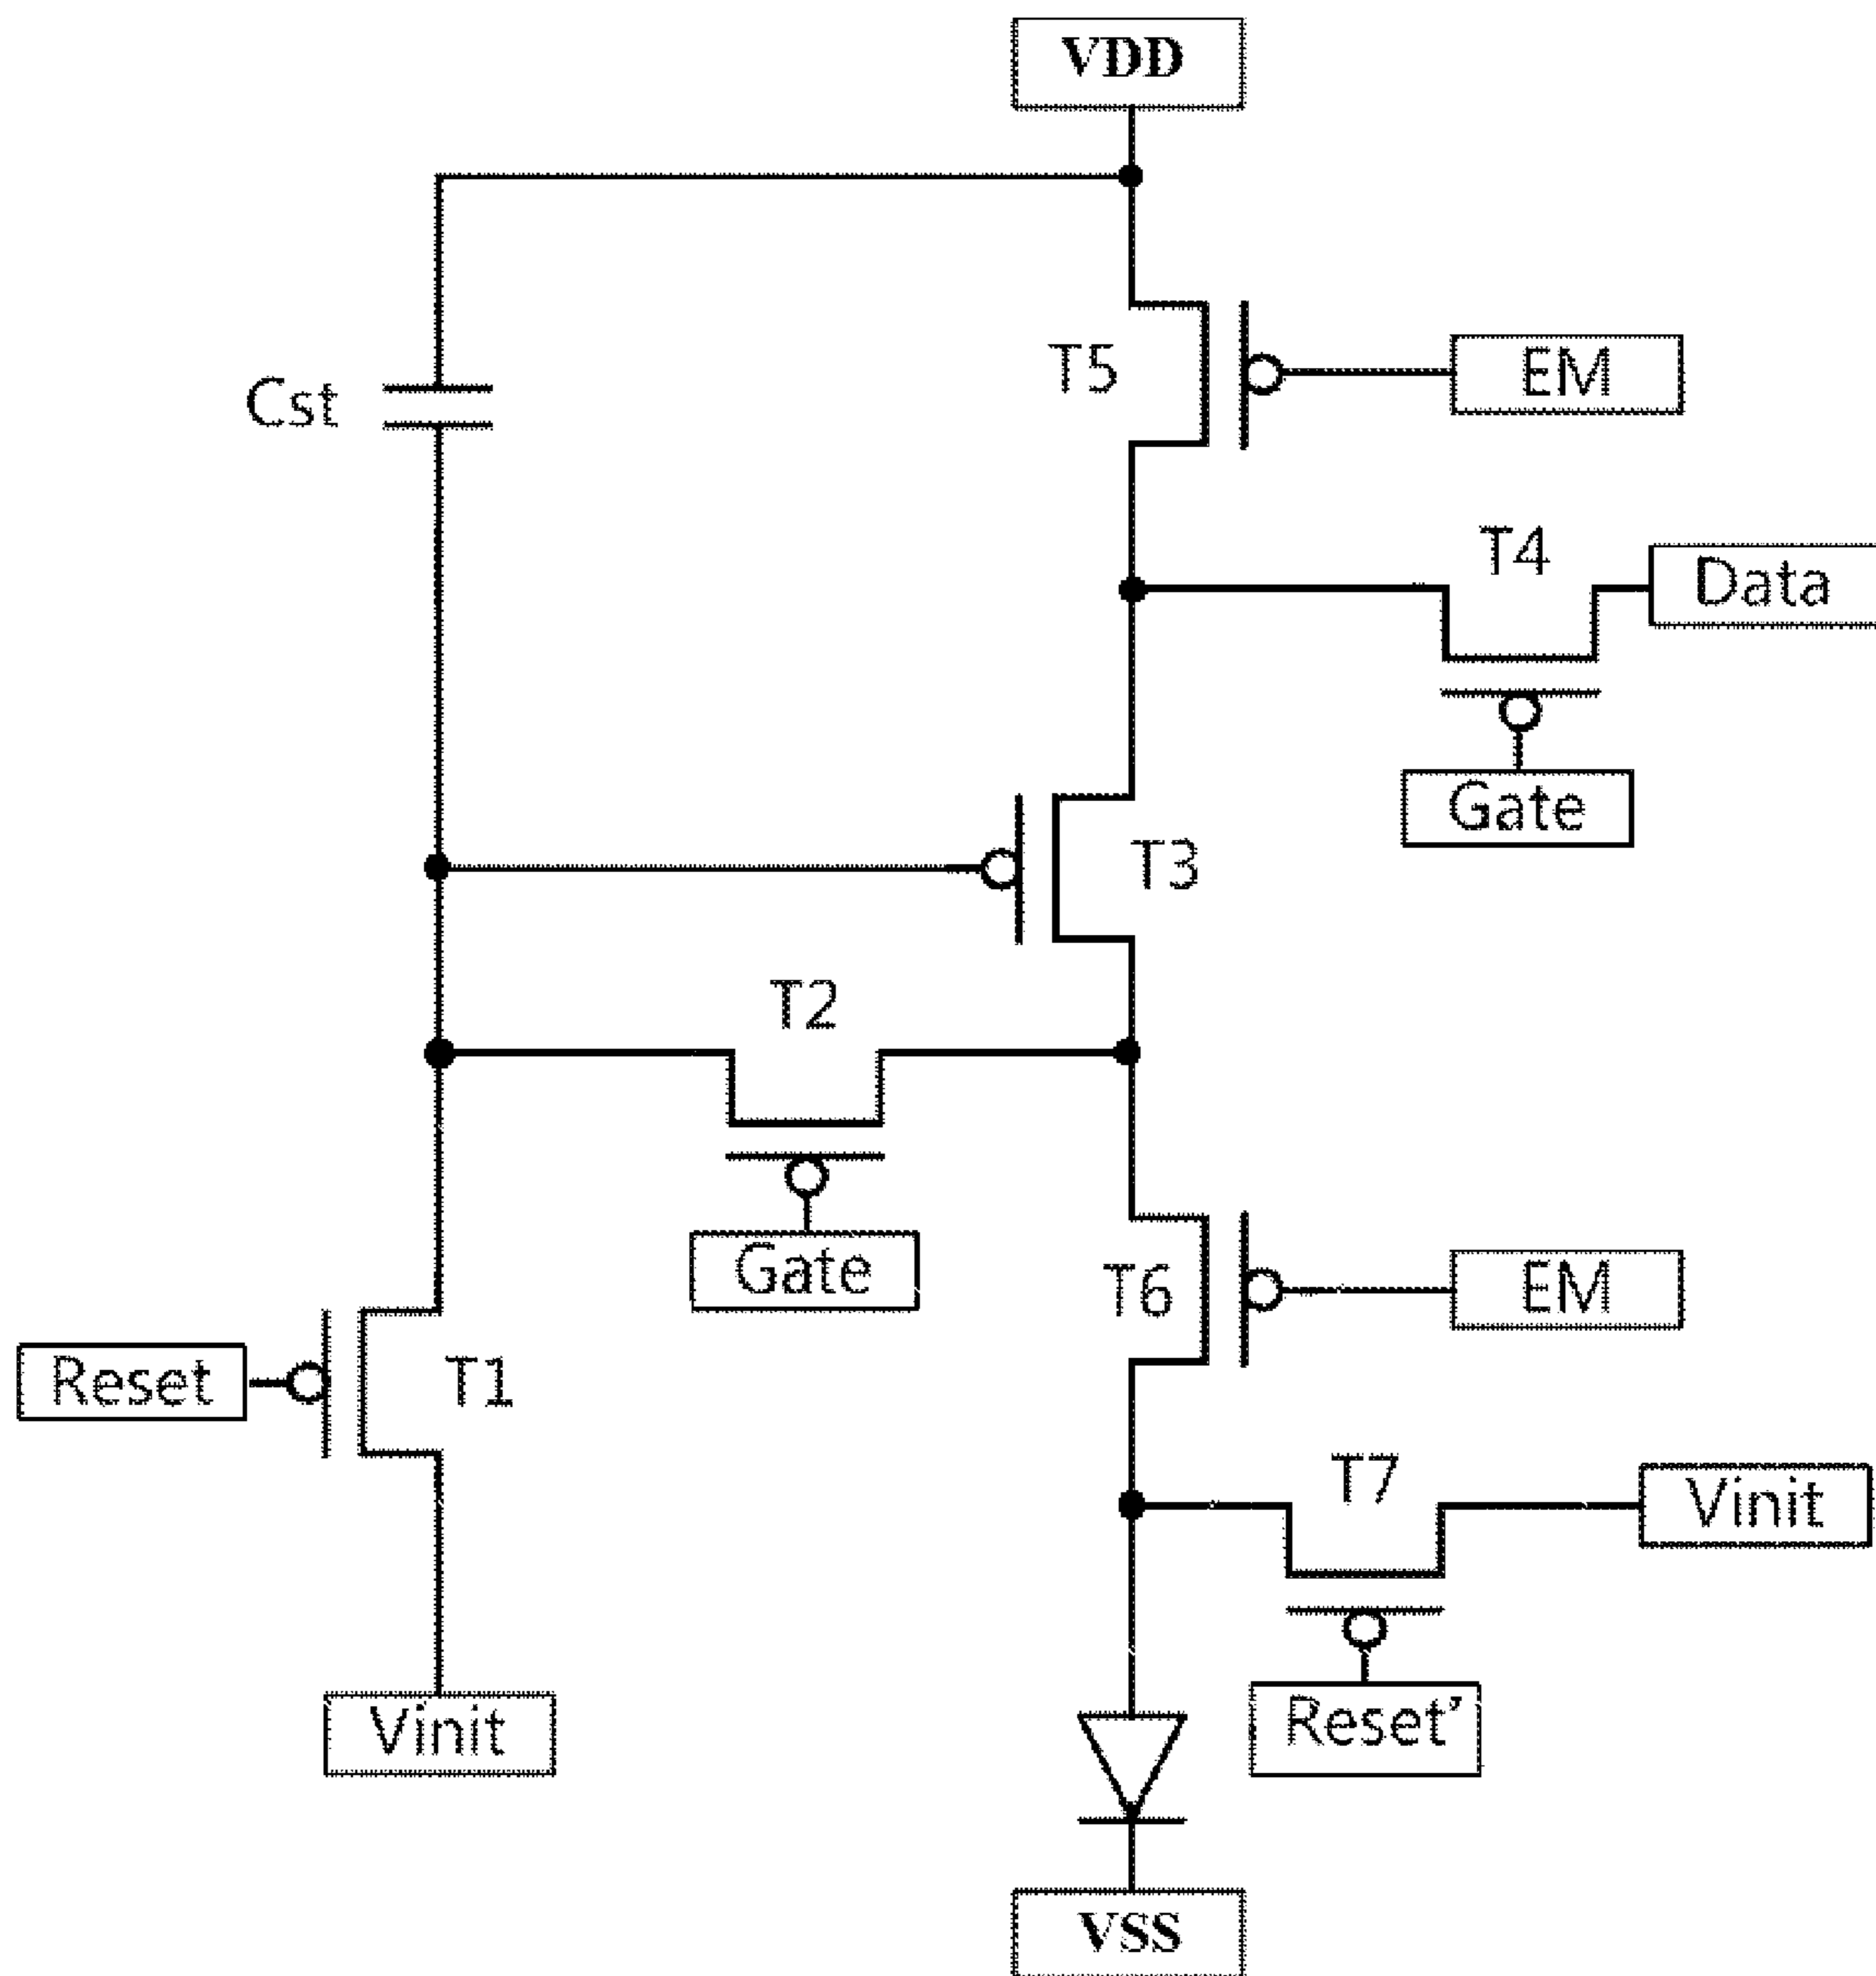 VDD
T5
EM
Cst
T4
Data
Gate
T3
T2
Gate
T6
EM
Reset
T1
T7
Vinit
Reset’
Vinit
VSS